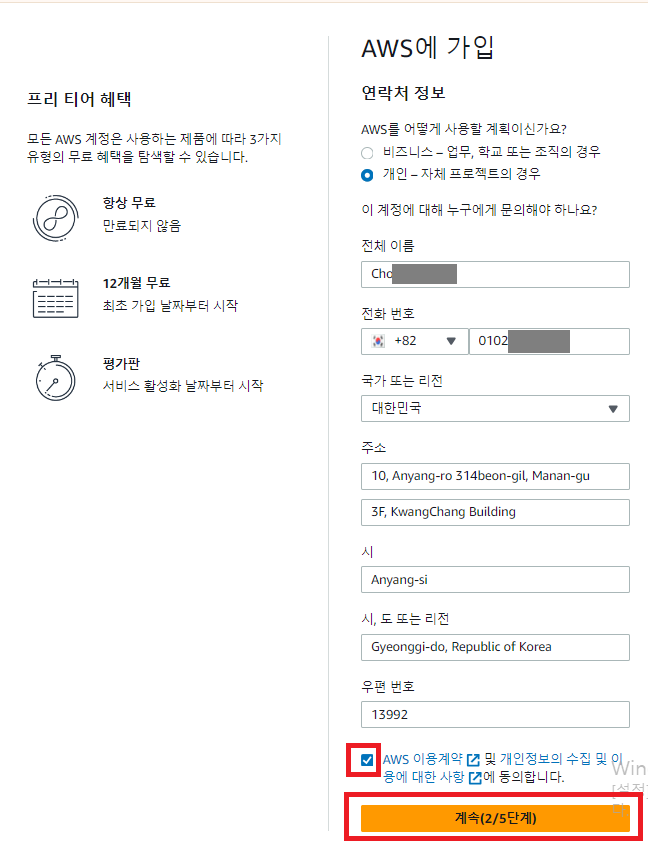 프리 티어 혜택
모든 AWS 계정은 사용하는 제품에 따라 3가지
유형의 무료 혜택을 탐색할 수 있습니다.
항상 무료
만료되지 않음
12개월 무료
최초 가입 날짜부터 시작
평가판
서비스 활성화 날짜부터 시작
AWS에 가입
연락처 정보
AWS를 어떻게 사용할 계획이신가요?
비즈니스 – 업무, 학교 또는 조직의 경우
개인 – 자체 프로젝트의 경우
이 계정에 대해 누구에게 문의해야 하나요?
전체 이름
Cho
전화 번호
+82 0102
국가 또는 리전
대한민국
주소
10, Anyang-ro 314beon-gil, Manan-gu
3F, KwangChang Building
시
Anyang-si
시, 도 또는 리전
Gyeonggi-do, Republic of Korea
우편 번호
13992
AWS 이용계약 및 개인정보의 수집 및 이
용에 대한 사항 에 동의합니다.
Win
[설정]
계속(2/5단계)